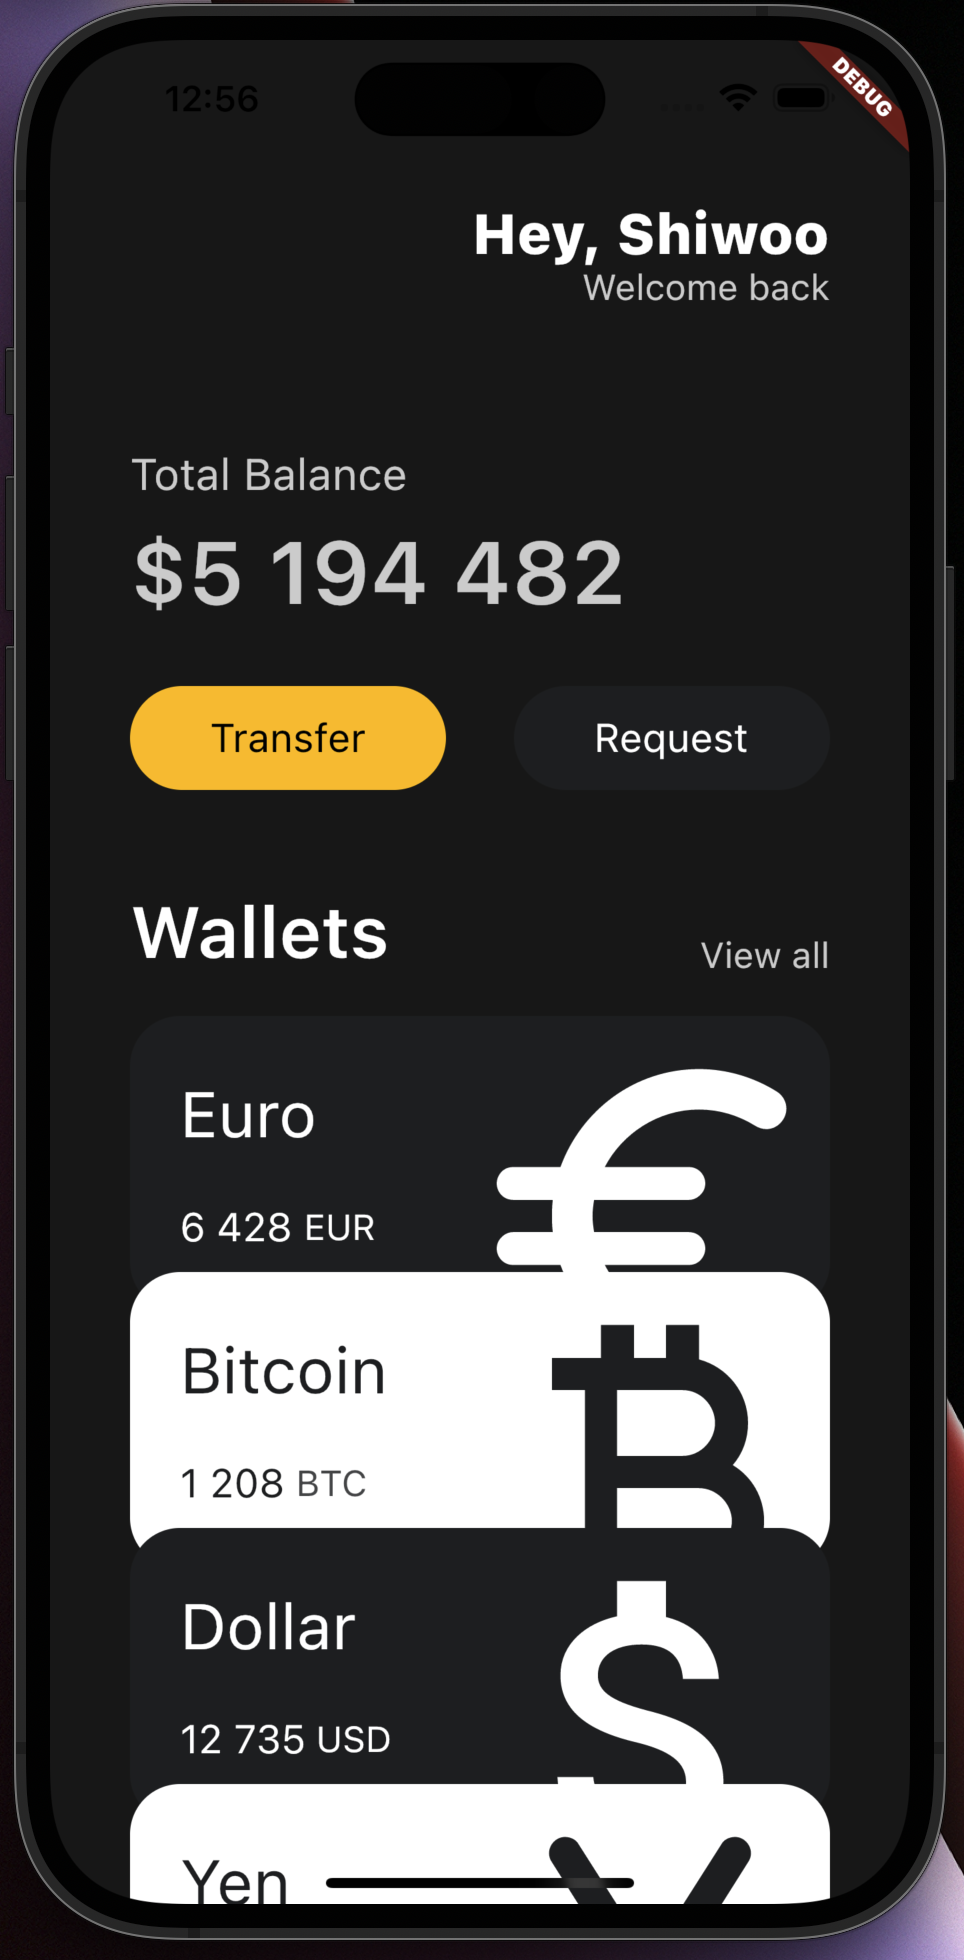 12:56
DEBUG
Hey, Shiwoo
Welcome back
Total Balance
$5 194 482
Transfer
Request
Wallets
View all
Euro
6 428 EUR
€
Bitcoin
1 208 BTC
₿
Dollar
12 735 USD
$
Yen